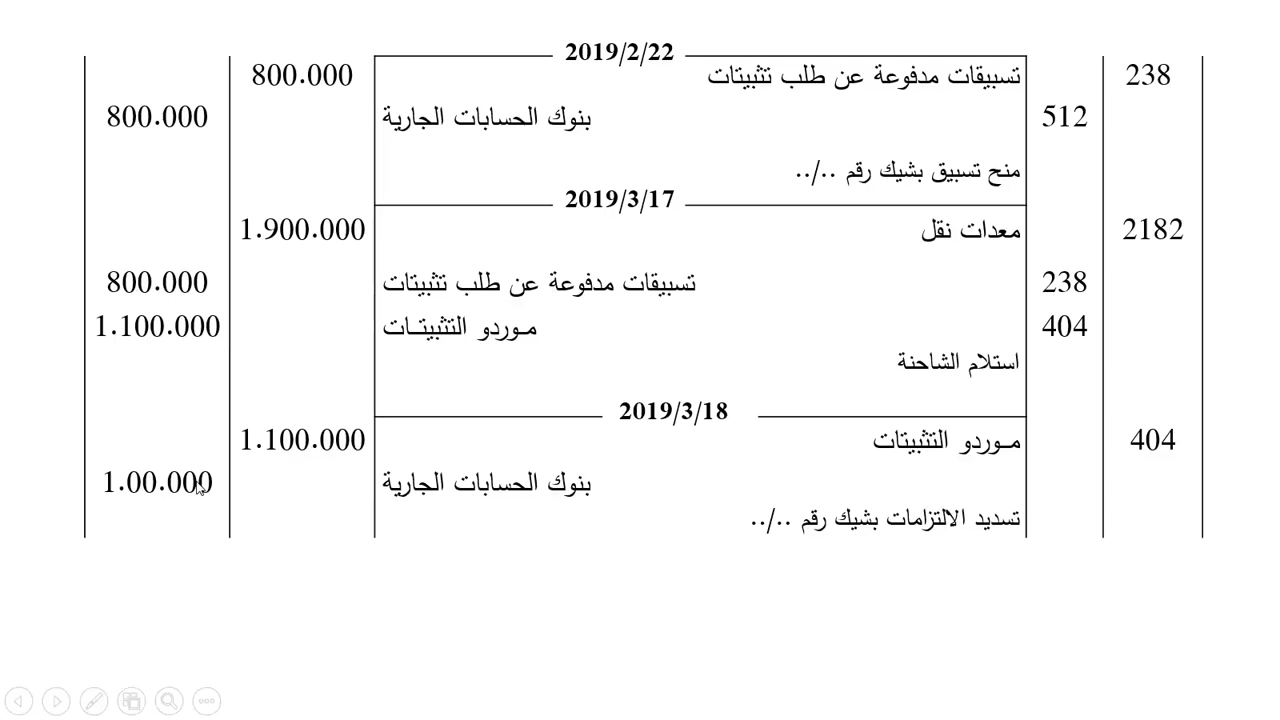 2019/2/22
238 تسبيقات مدفوعة عن طلب تثبيتات 800.000
512 بنوك الحسابات الجارية 800.000
منح تسبيق بشيك رقم ../..
2019/3/17
2182 معدات نقل 1.900.000
238 تسبيقات مدفوعة عن طلب تثبيتات 800.000
404 مـوردو التثبيتـات 1.100.000
استلام الشاحنة
2019/3/18
404 مـوردو التثبيتات 1.100.000
بنوك الحسابات الجارية 1.00.000
تسديد الالتزامات بشيك رقم ../..